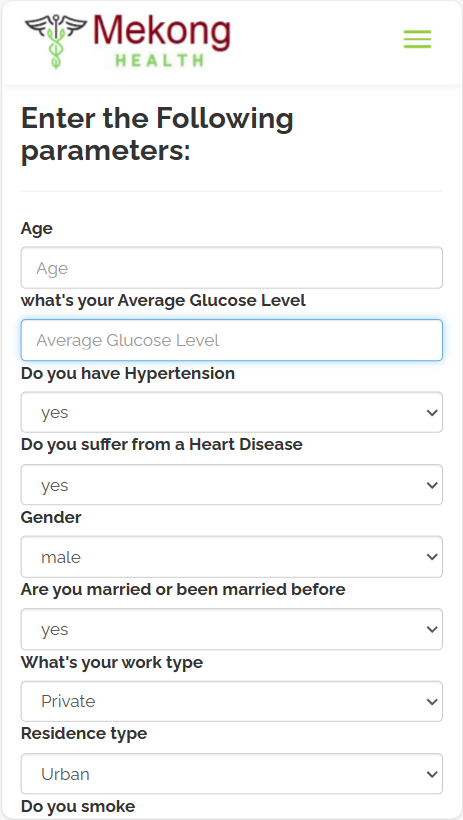 Mekong
HEALTH
Enter the Following
parameters:
Age
Age
what's your Average Glucose Level
Average Glucose Level
Do you have Hypertension
yes
Do you suffer from a Heart Disease
yes
Gender
male
Are you married or been married before
yes
What's your work type
Private
Residence type
Urban
Do you smoke